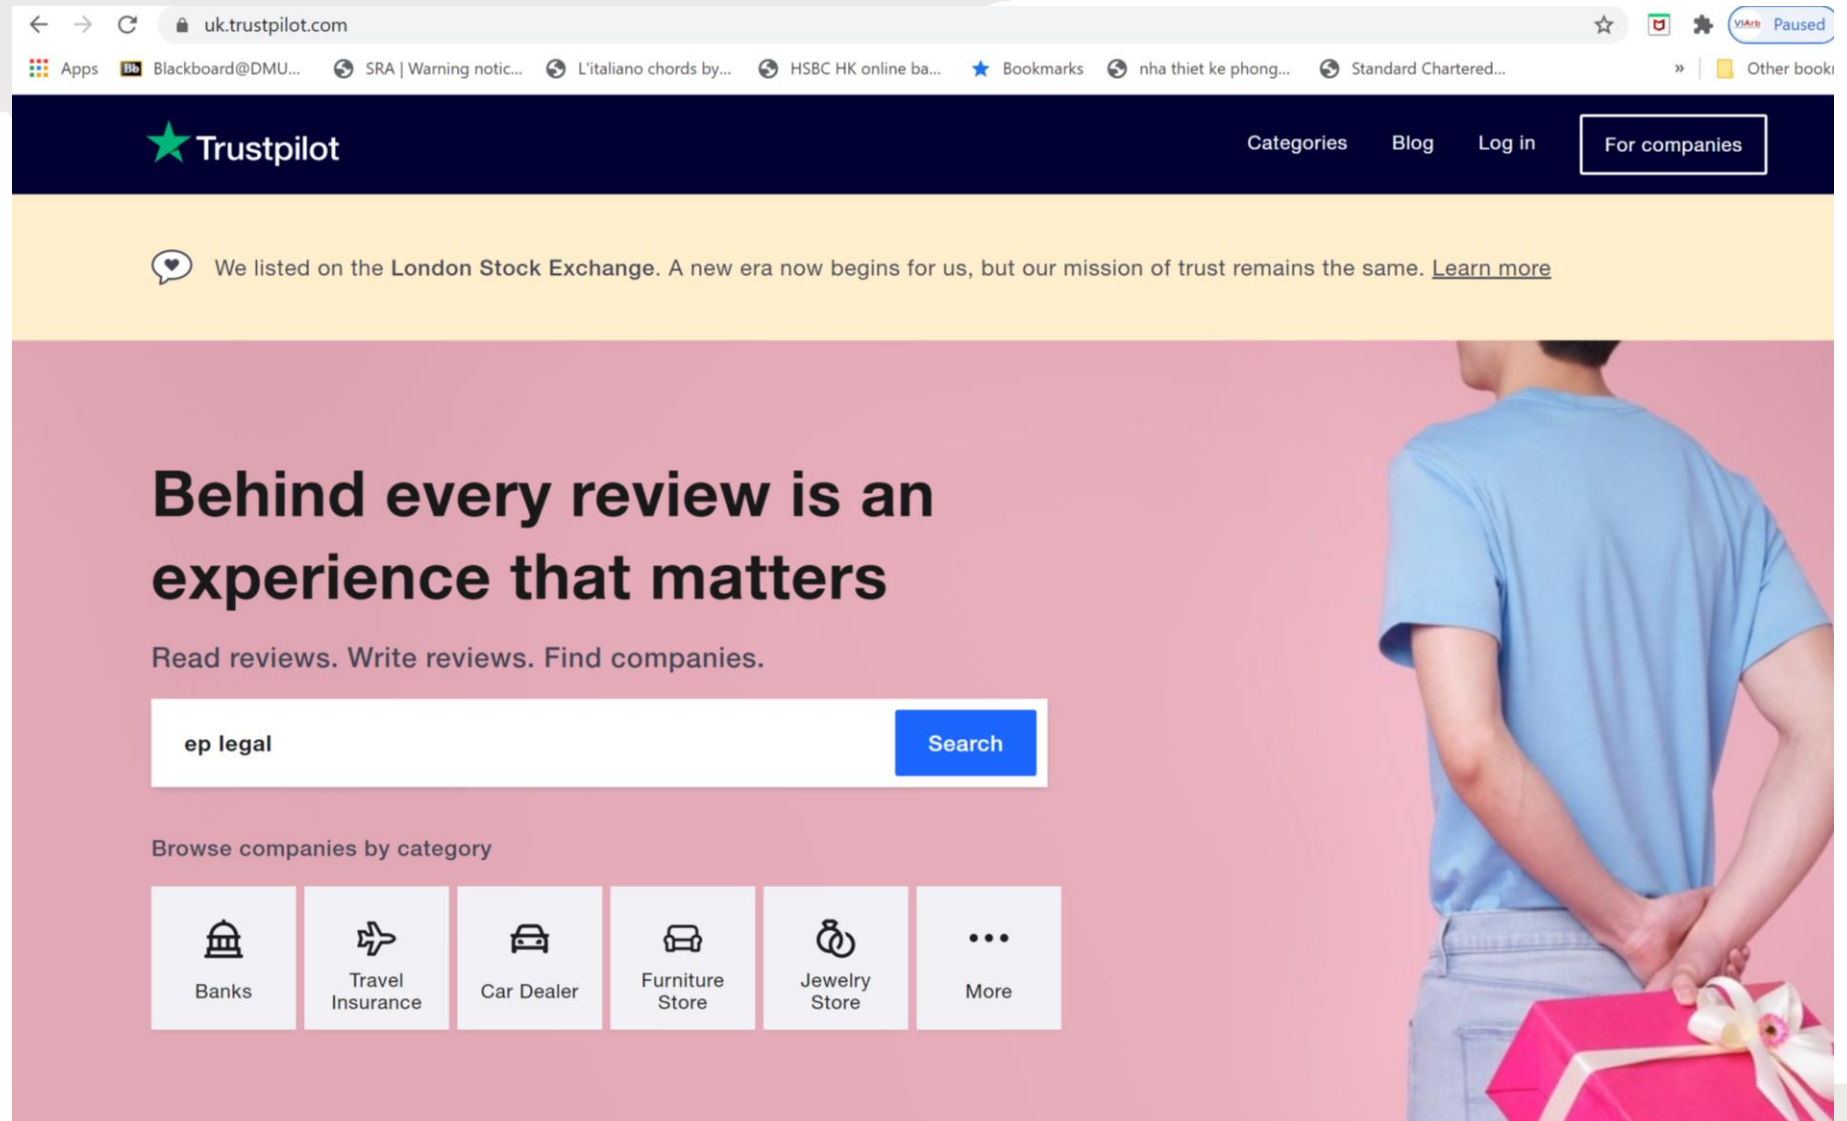 uk.trustpilot.com
VIArb Paused
Apps
Bb Blackboard@DMU...
SRA | Warning notic...
L'italiano chords by...
HSBC HK online ba...
Bookmarks
nha thiet ke phong...
Standard Chartered...
»
Other book
Trustpilot
Categories
Blog
Log in
For companies
We listed on the London Stock Exchange. A new era now begins for us, but our mission of trust remains the same. Learn more
Behind every review is an
experience that matters
Read reviews. Write reviews. Find companies.
ep legal
Search
Browse companies by category
Banks
Travel
Insurance
Car Dealer
Furniture
Store
Jewelry
Store
More